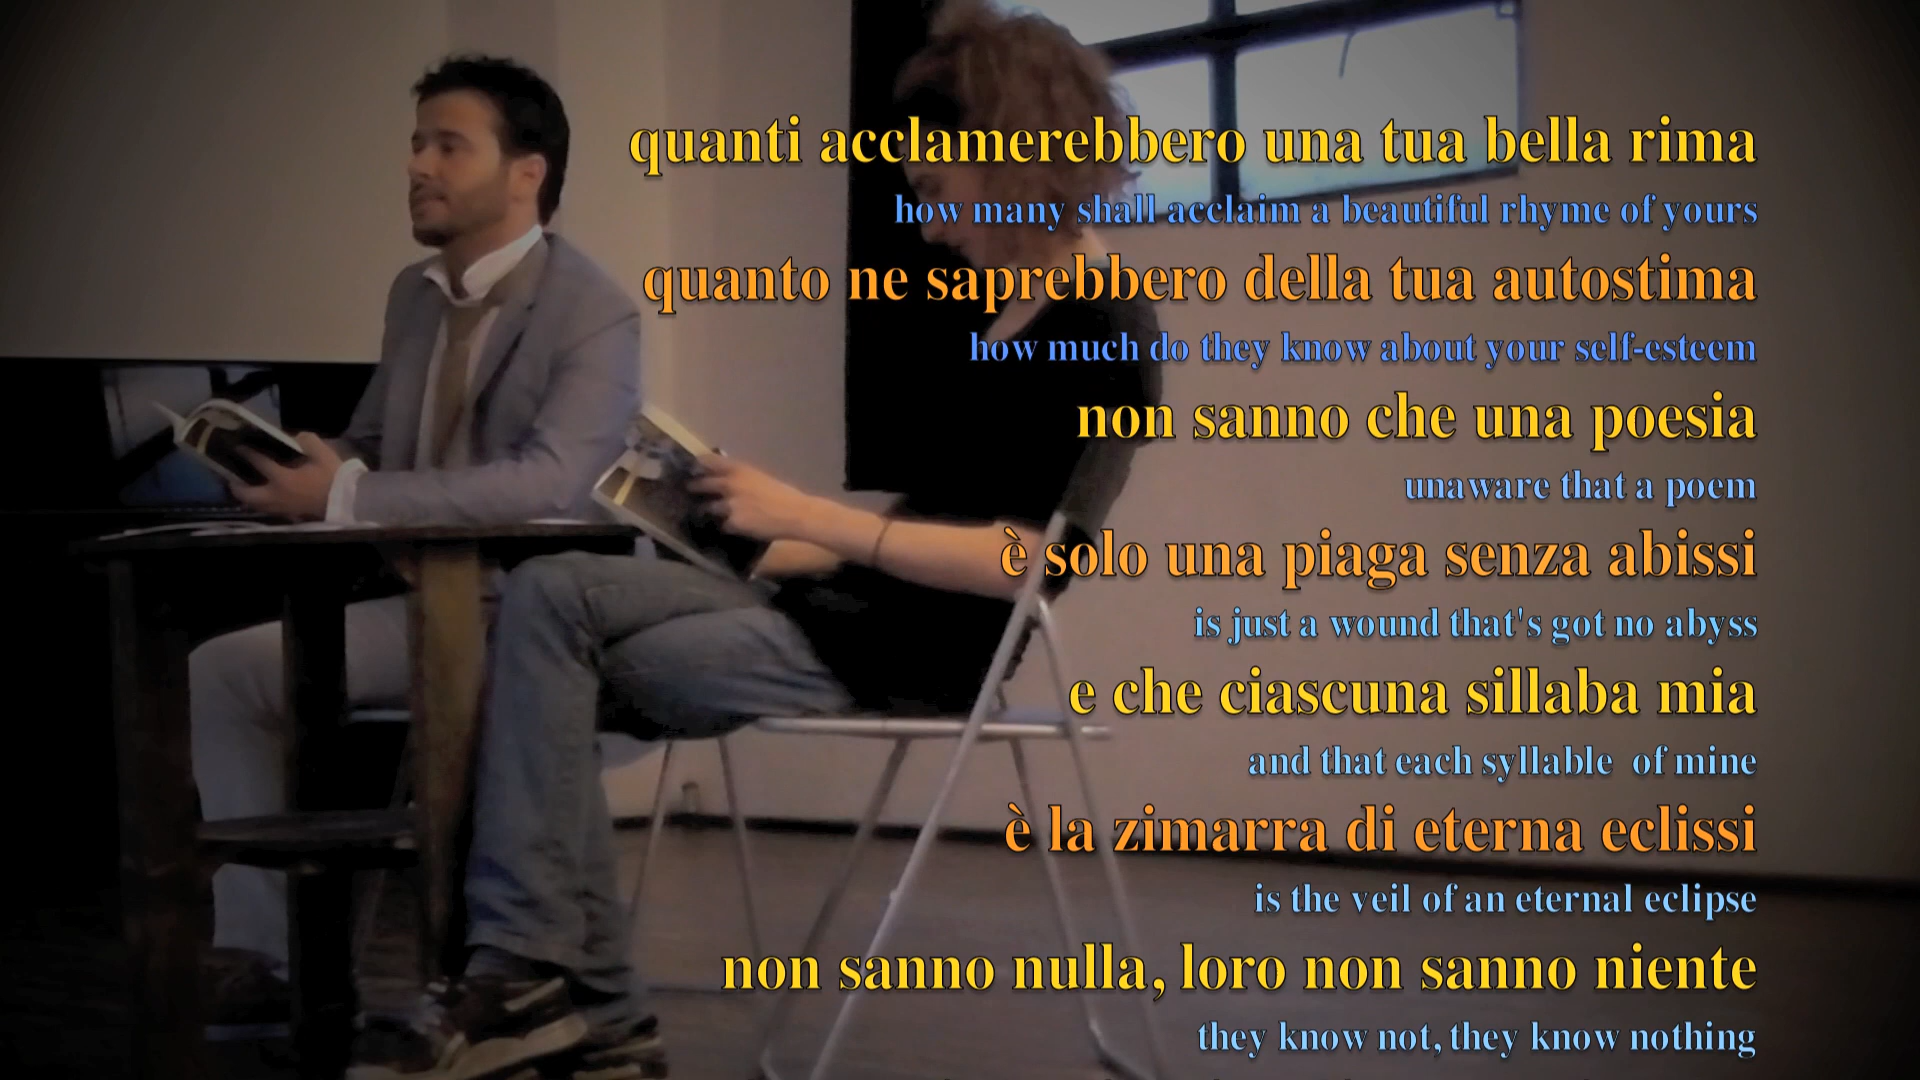 quanti acclamerebbero una tua bella rima
how many shall acclaim a beautiful rhyme of yours
quanto ne saprebbero della tua autostima
how much do they know about your self-esteem
non sanno che una poesia
unaware that a poem
è solo una piaga senza abissi
is just a wound that's got no abyss
e che ciascuna sillaba mia
and that each syllable of mine
è la zimarra di eterna eclissi
is the veil of an eternal eclipse
non sanno nulla, loro non sanno niente
they know not, they know nothing